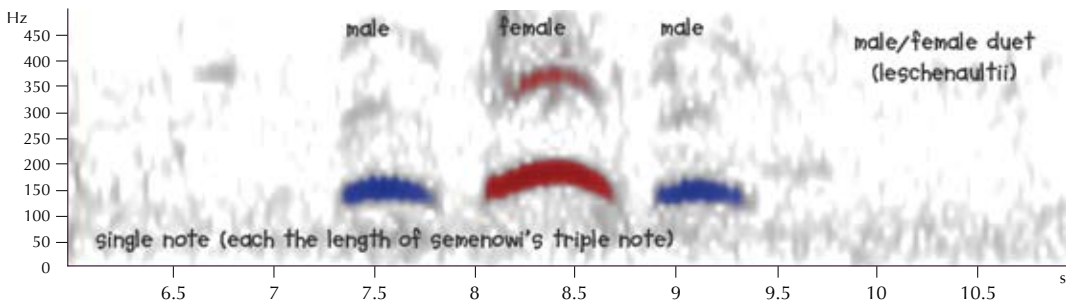 Hz
male
female
male
male/female duet
(leschenaultii)
450
400
350
300
250
200
150
100
50
0
single note (each the length of semenowi's triple note)
6.5 7 7.5 8 8.5 9 9.5 10 10.5 s